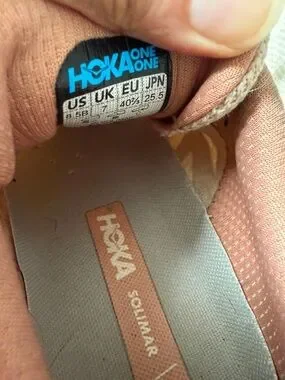 HOKA ONE ONE
US UK EU JPN
8.5B 7 40⅔ 25.5
HOKA
SOLIMAR